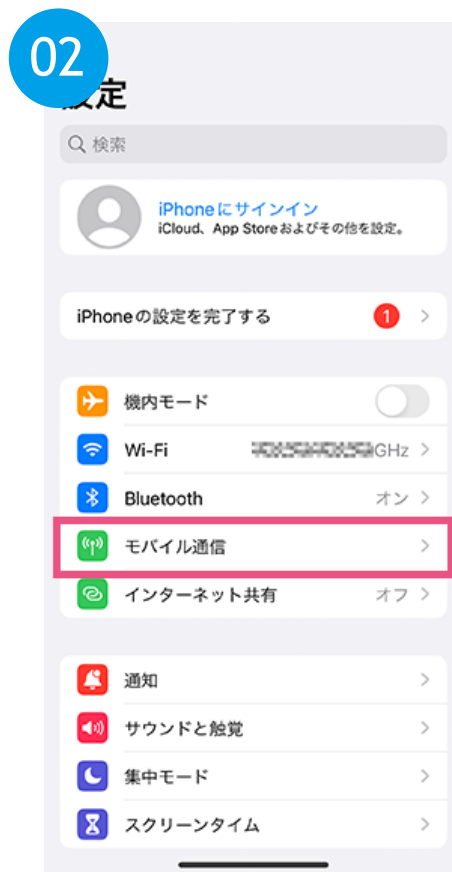 02
定
検索
iPhoneにサインイン
iCloud、App Storeおよびその他を設定。
iPhoneの設定を完了する 1
機内モード
Wi-Fi GHz
Bluetooth オン
モバイル通信
インターネット共有 オフ
通知
サウンドと触覚
集中モード
スクリーンタイム